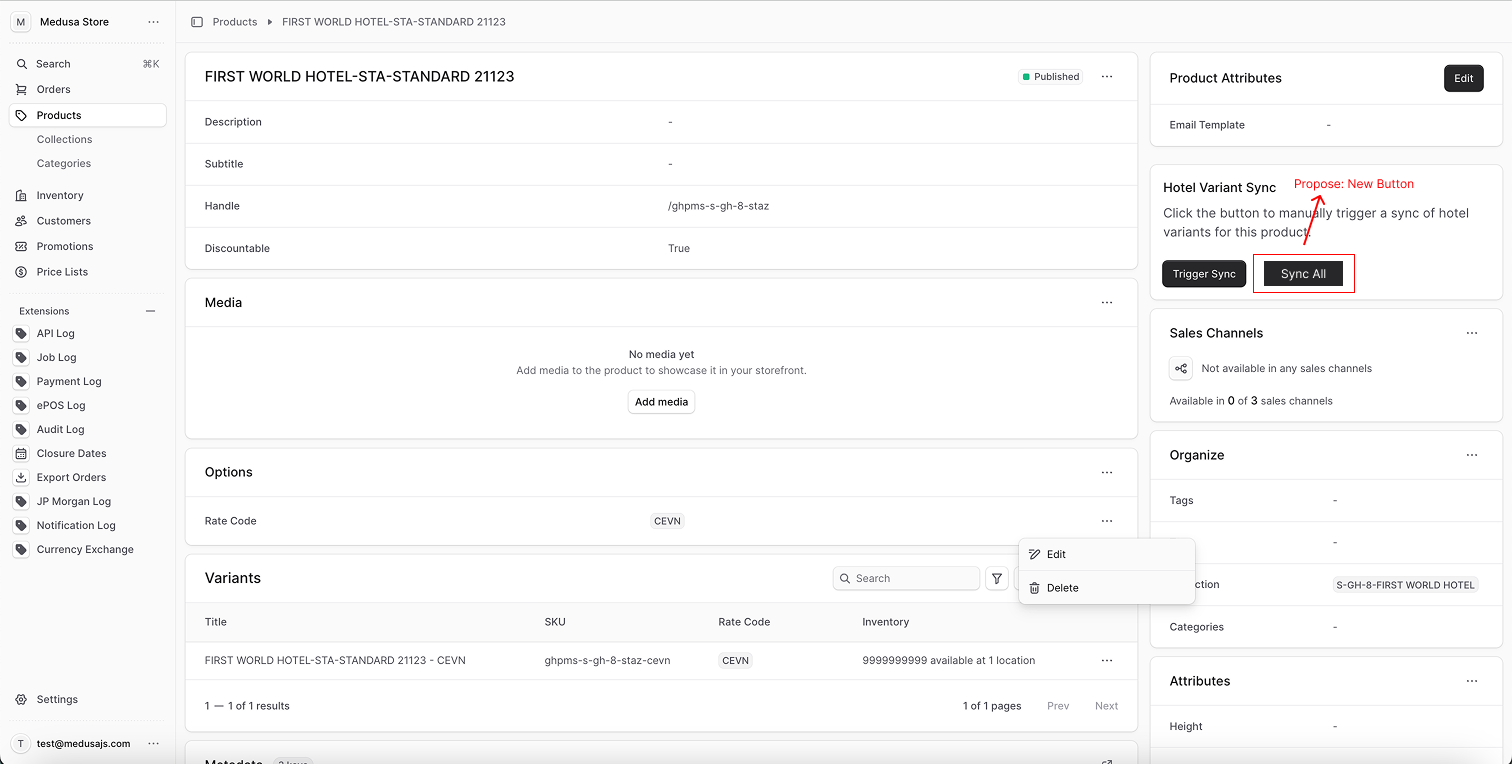 M Medusa Store
Search ⌘K
Orders
Products
Collections
Categories
Inventory
Customers
Promotions
Price Lists
Extensions
API Log
Job Log
Payment Log
ePOS Log
Audit Log
Closure Dates
Export Orders
JP Morgan Log
Notification Log
Currency Exchange
Settings
T test@medusajs.com
Products FIRST WORLD HOTEL-STA-STANDARD 21123
FIRST WORLD HOTEL-STA-STANDARD 21123 Published
Description -
Subtitle -
Handle /ghpms-s-gh-8-staz
Discountable True
Media
No media yet
Add media to the product to showcase it in your storefront.
Add media
Options
Rate Code CEVN
Edit
Delete
Variants Search
Title SKU Rate Code Inventory
FIRST WORLD HOTEL-STA-STANDARD 21123 - CEVN ghpms-s-gh-8-staz-cevn CEVN 9999999999 available at 1 location
1 — 1 of 1 results 1 of 1 pages Prev Next
Metadata 2 keys
Product Attributes Edit
Email Template -
Hotel Variant Sync Propose: New Button
Click the button to manually trigger a sync of hotel
variants for this product.
Trigger Sync Sync All
Sales Channels
Not available in any sales channels
Available in 0 of 3 sales channels
Organize
Tags -
-
ction S-GH-8-FIRST WORLD HOTEL
Categories -
Attributes
Height -